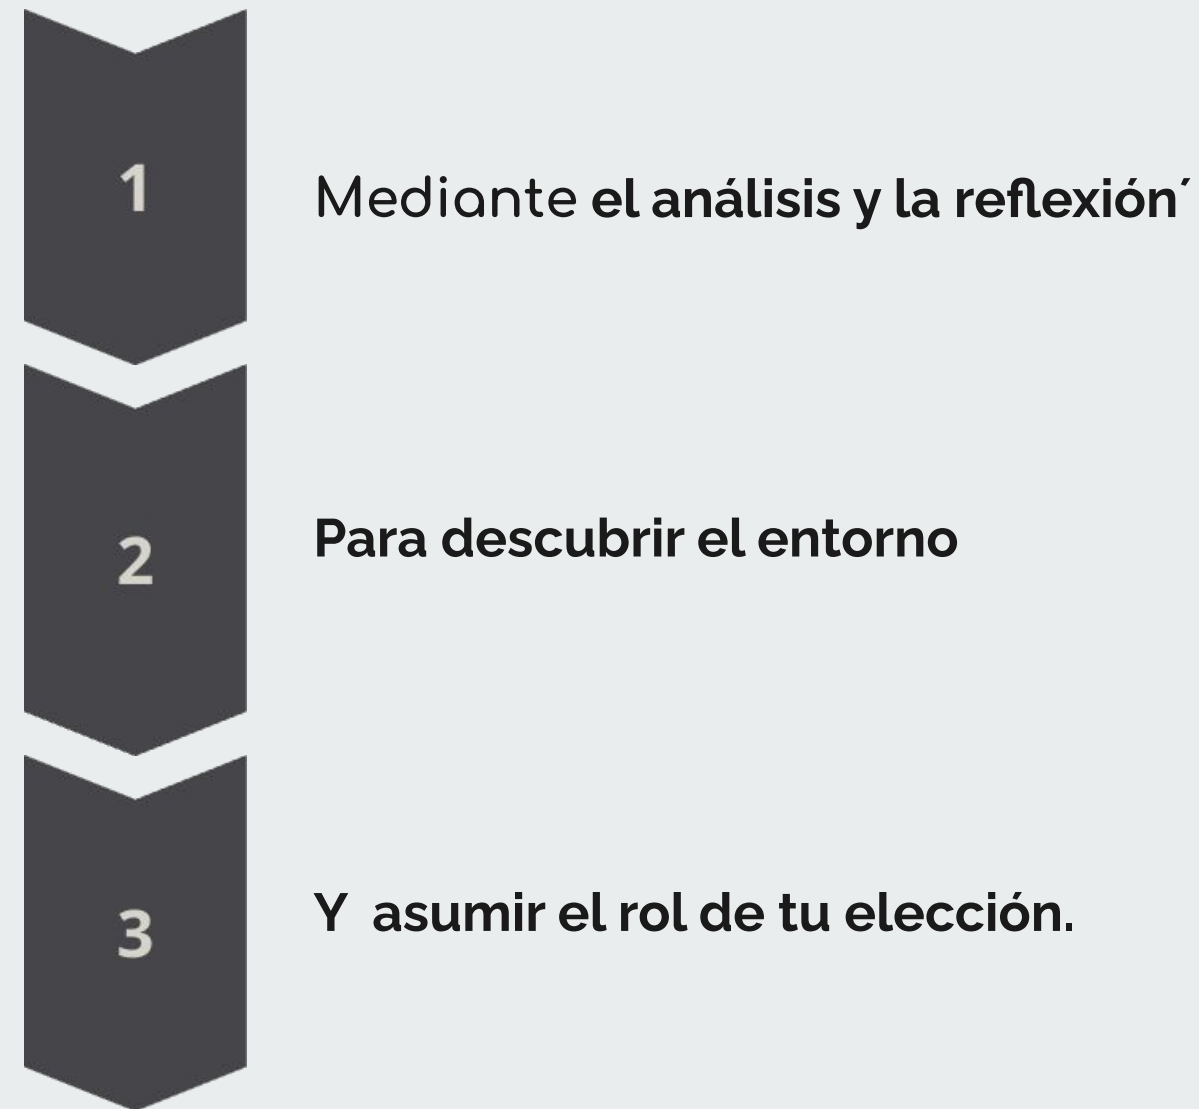 1
Mediante el análisis y la reflexión´
2
Para descubrir el entorno
3
Y  asumir el rol de tu elección.